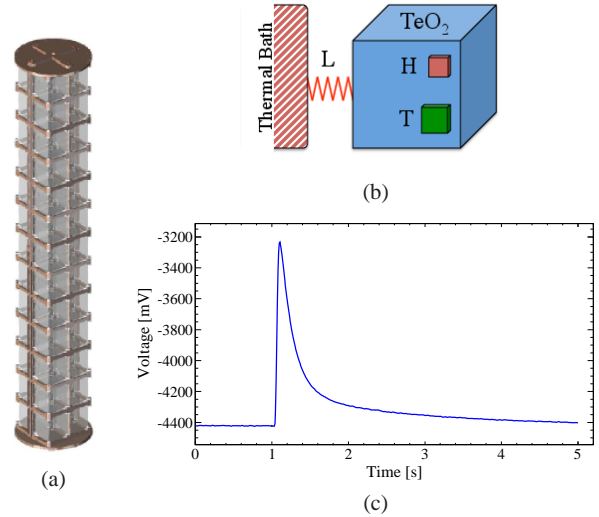 TeO2
Thermal Bath
L
H
T
(b)
(a)
-3200
-3400
-3600
-3800
-4000
-4200
-4400
Voltage [mV]
0
1
2
3
4
5
Time [s]
(c)